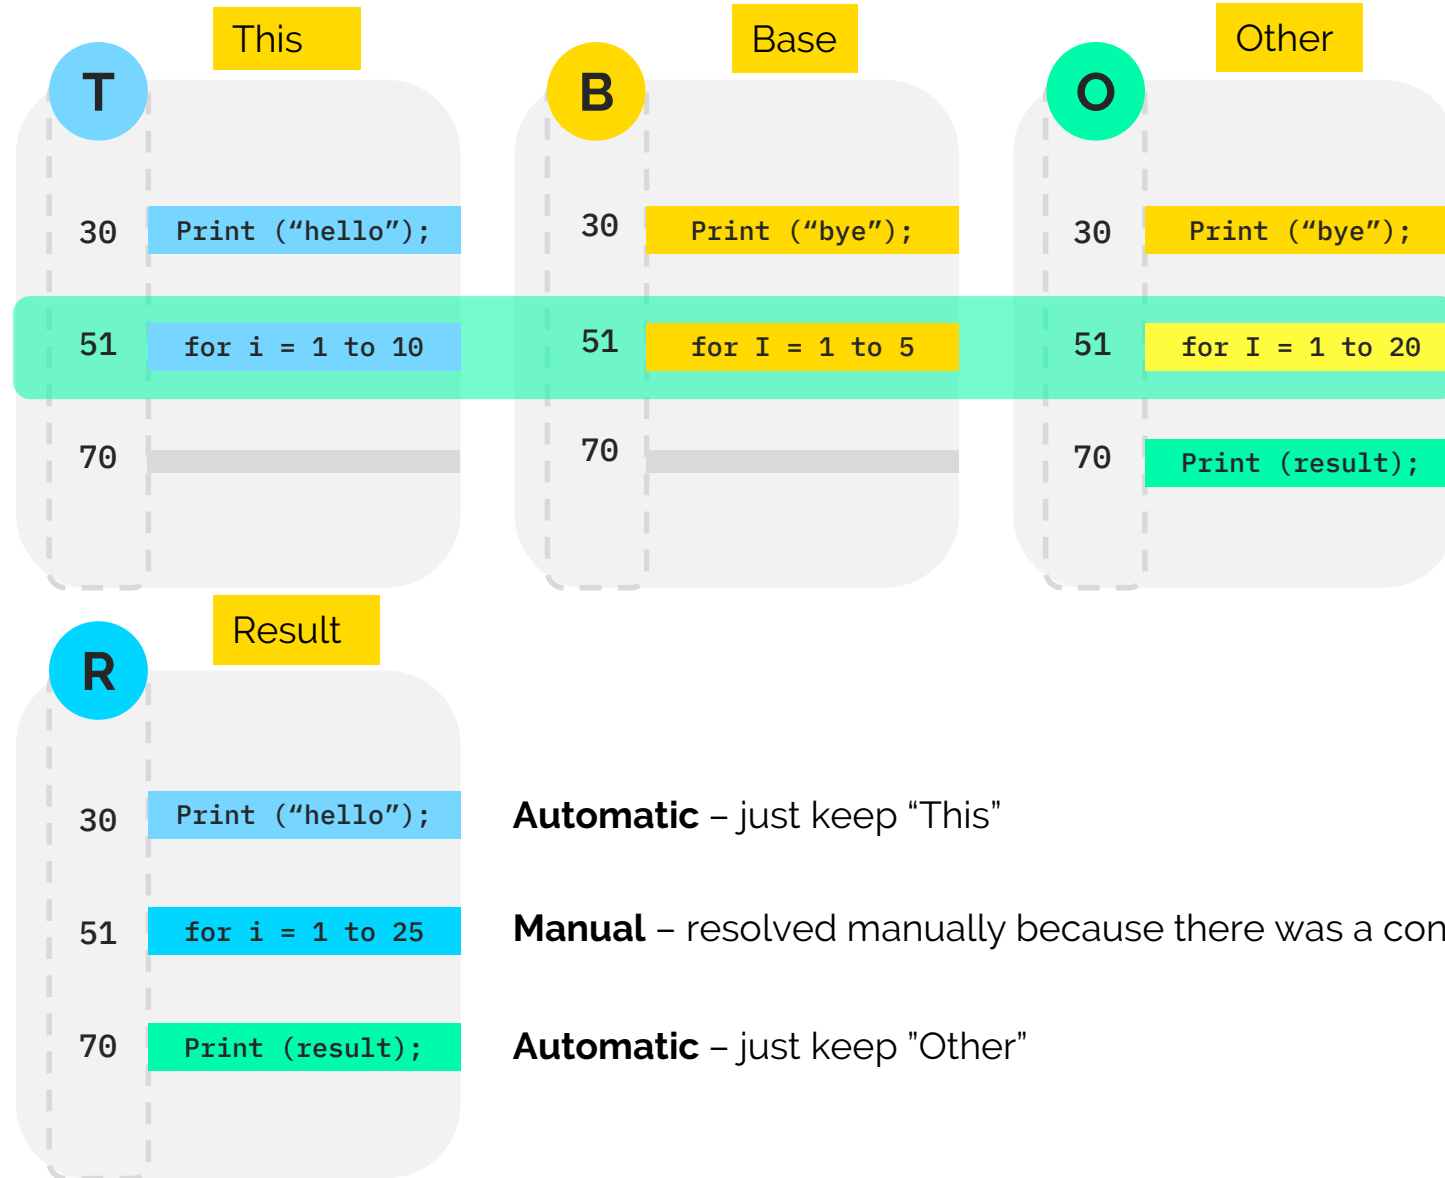 This
Base
Other
T
B
O
30 Print (“hello”);
30 Print (“bye”);
30 Print (“bye”);
51 for i = 1 to 10
51 for I = 1 to 5
51 for I = 1 to 20
70
70
70 Print (result);
Result
R
30 Print (“hello”); Automatic – just keep “This”
51 for i = 1 to 25 Manual – resolved manually because there was a con
70 Print (result); Automatic – just keep ”Other”